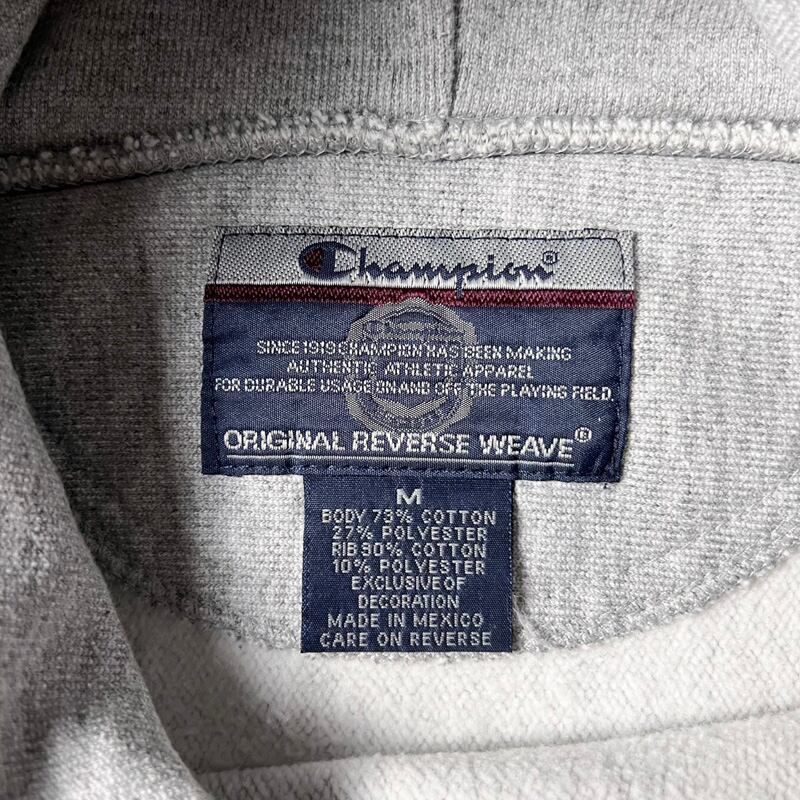 Champion®
SINCE 1919 CHAMPION HAS BEEN MAKING
AUTHENTIC ATHLETIC APPAREL
FOR DURABLE USAGE ON AND OFF THE PLAYING FIELD.
ORIGINAL REVERSE WEAVE®
M
BODY 73% COTTON
27% POLYESTER
RIB 90% COTTON
10% POLYESTER
EXCLUSIVE OF
DECORATION
MADE IN MEXICO
CARE ON REVERSE